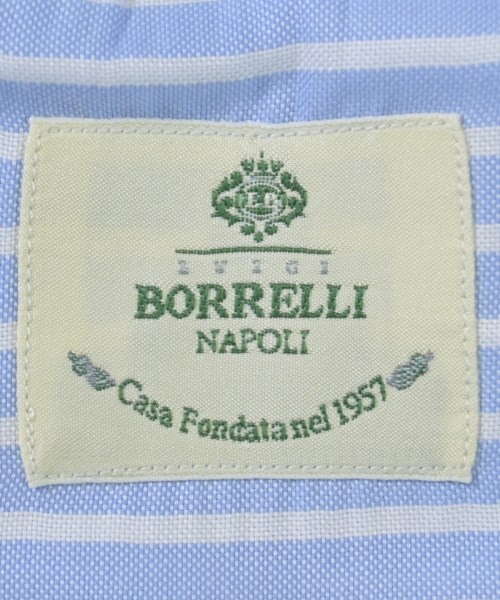 LUIGI
BORRELLI
NAPOLI
Casa Fondata nel 1957